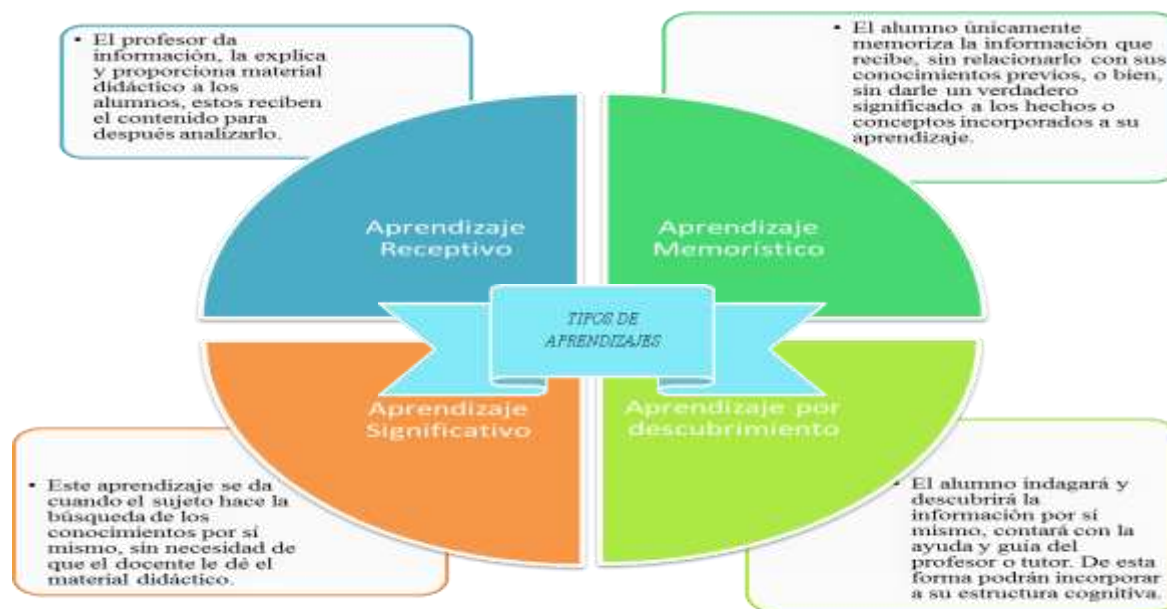 • El profesor da
información, la explica
y proporciona material
didáctico a los
alumnos, estos reciben
el contenido para
después analizarlo.
• El alumno únicamente
memoriza la información que
recibe, sin relacionarlo con sus
conocimientos previos, o bien,
sin darle un verdadero
significado a los hechos o
conceptos incorporados a su
aprendizaje.
Aprendizaje
Receptivo
Aprendizaje
Memorístico
TIPOS DE
APRENDIZAJES
Aprendizaje
Significativo
Aprendizaje por
descubrimiento
• Este aprendizaje se da
cuando el sujeto hace la
búsqueda de los
conocimientos por sí
mismo, sin necesidad de
que el docente le dé el
material didáctico.
• El alumno indagará y
descubrirá la
información por sí
mismo, contará con la
ayuda y guía del
profesor o tutor. De esta
forma podrán incorporar
a su estructura cognitiva.